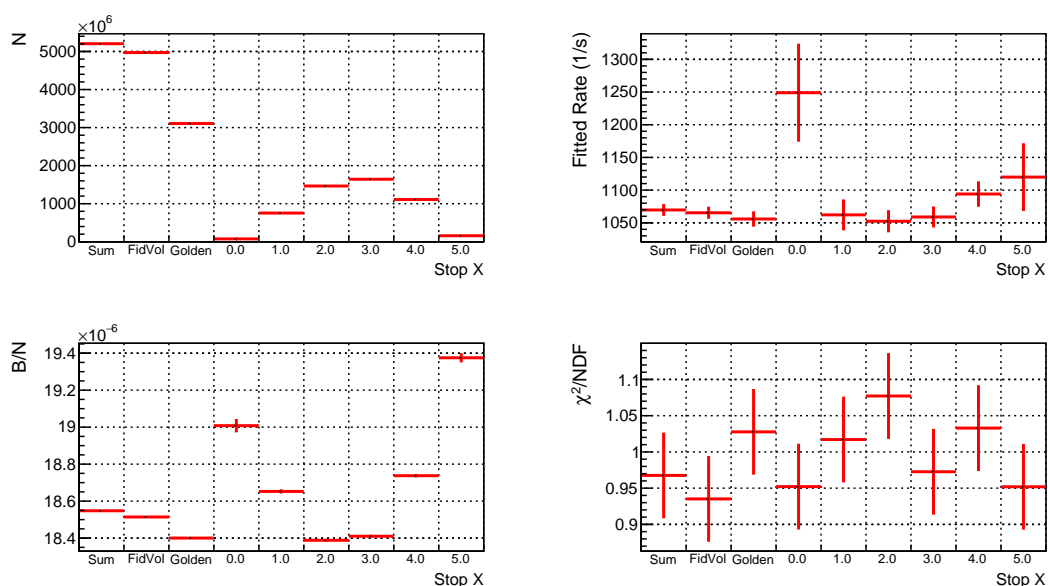 ×10⁶
N
5000
4000
3000
2000
1000
0
Sum FidVol Golden 0.0 1.0 2.0 3.0 4.0 5.0
Stop X
Fitted Rate (1/s)
1300
1250
1200
1150
1100
1050
Sum FidVol Golden 0.0 1.0 2.0 3.0 4.0 5.0
Stop X
×10⁻⁶
B/N
19.4
19.2
19
18.8
18.6
18.4
Sum FidVol Golden 0.0 1.0 2.0 3.0 4.0 5.0
Stop X
χ²/NDF
1.1
1.05
1
0.95
0.9
Sum FidVol Golden 0.0 1.0 2.0 3.0 4.0 5.0
Stop X